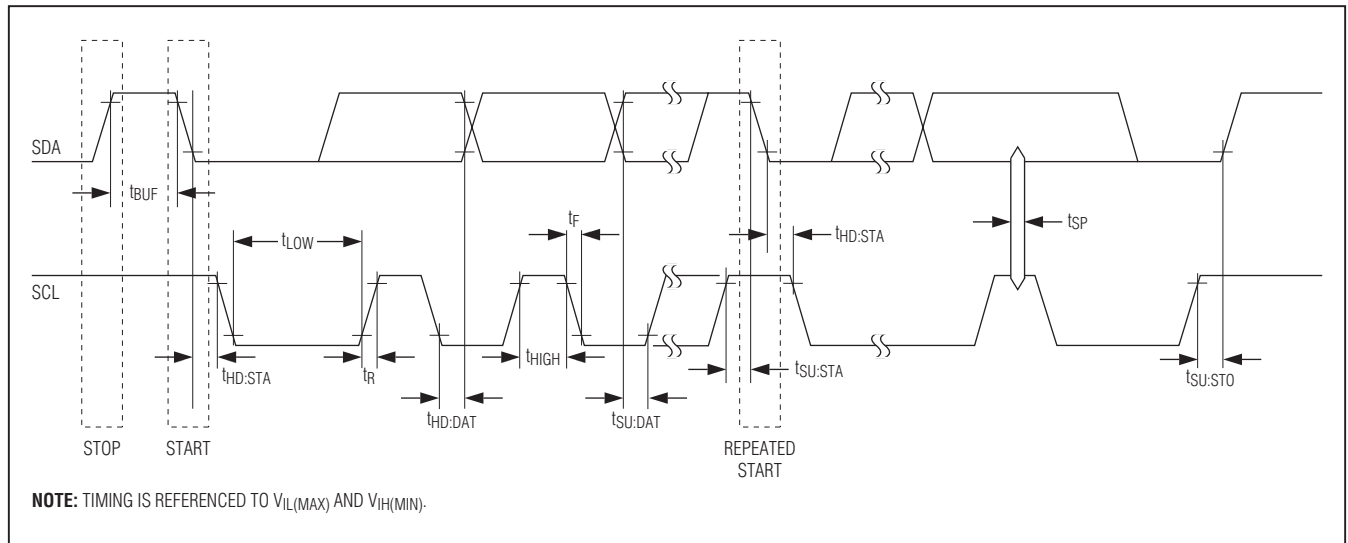 SDA
tBUF
tLOW
tF
tHD:STA
tSP
SCL
tHD:STA
tR
tHD:DAT
tHIGH
tSU:DAT
tSU:STA
tSU:STO
STOP
START
REPEATED
START
NOTE: TIMING IS REFERENCED TO VIL(MAX) AND VIH(MIN).